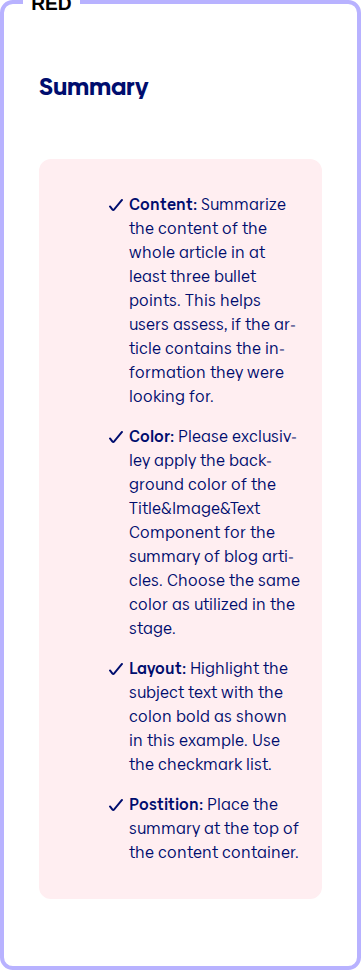 RED
Summary
Content: Summarize
the content of the
whole article in at
least three bullet
points. This helps
users assess, if the ar-
ticle contains the in-
formation they were
looking for.
Color: Please exclusiv-
ley apply the back-
ground color of the
Title&Image&Text
Component for the
summary of blog arti-
cles. Choose the same
color as utilized in the
stage.
Layout: Highlight the
subject text with the
colon bold as shown
in this example. Use
the checkmark list.
Postition: Place the
summary at the top of
the content container.